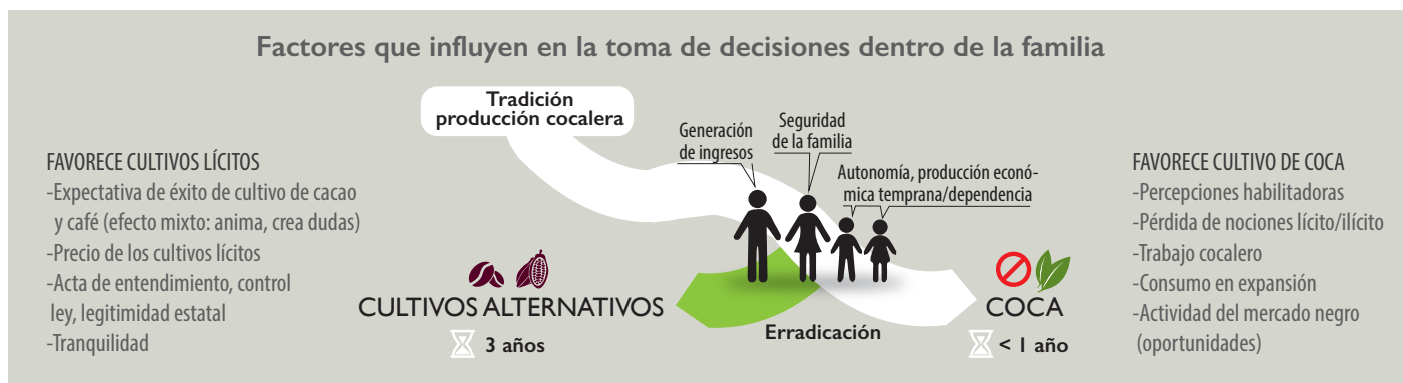 Factores que influyen en la toma de decisiones dentro de la familia
Tradición
producción cocalera
Generación
de ingresos
Seguridad
de la familia
Autonomía, producción econó-
mica temprana/dependencia
FAVORECE CULTIVOS LÍCITOS
-Expectativa de éxito de cultivo de cacao
y café (efecto mixto: anima, crea dudas)
-Precio de los cultivos lícitos
-Acta de entendimiento, control
ley, legitimidad estatal
-Tranquilidad
CULTIVOS ALTERNATIVOS
3 años
Erradicación
COCA
< 1 año
FAVORECE CULTIVO DE COCA
-Percepciones habilitadoras
-Pérdida de nociones lícito/ilícito
-Trabajo cocalero
-Consumo en expansión
-Actividad del mercado negro
(oportunidades)